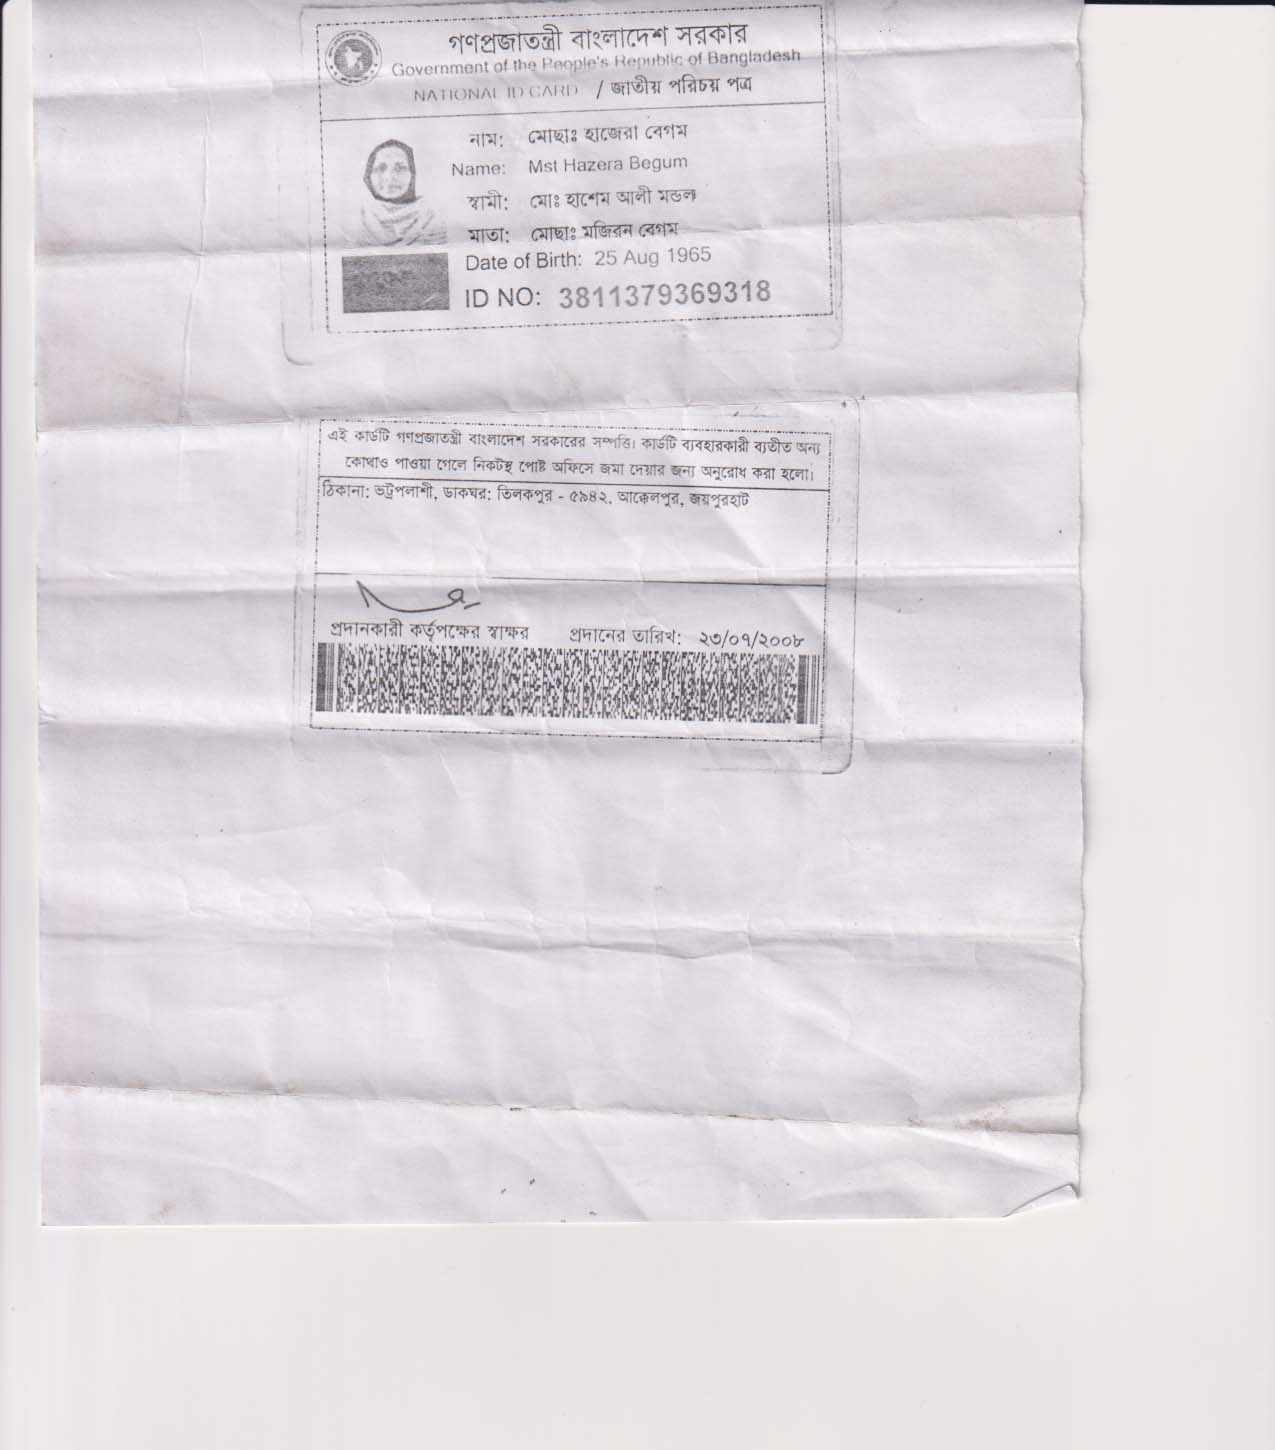 গণপ্রজাতন্ত্রী বাংলাদেশ সরকার
Government of the People's Republic of Bangladesh
NATIONAL ID CARD / জাতীয় পরিচয় পত্র
নাম: মোছাঃ হাজেরা বেগম
Name: Mst Hazera Begum
স্বামী: মোঃ হাশেম আলী মন্ডল
মাতা: মোছাঃ মজিরন বেগম
Date of Birth: 25 Aug 1965
ID NO: 3811379369318
এই কার্ডটি গণপ্রজাতন্ত্রী বাংলাদেশ সরকারের সম্পত্তি। কার্ডটি ব্যবহারকারী ব্যতীত অন্য
কোথাও পাওয়া গেলে নিকটস্থ পোষ্ট অফিসে জমা দেয়ার জন্য অনুরোধ করা হলো।
ঠিকানা: ভট্টপলাশী, ডাকঘর: তিলকপুর - ৫৯৪২, আক্কেলপুর, জয়পুরহাট
প্রদানকারী কর্তৃপক্ষের স্বাক্ষর প্রদানের তারিখ: ২৩/০৭/২০০৮